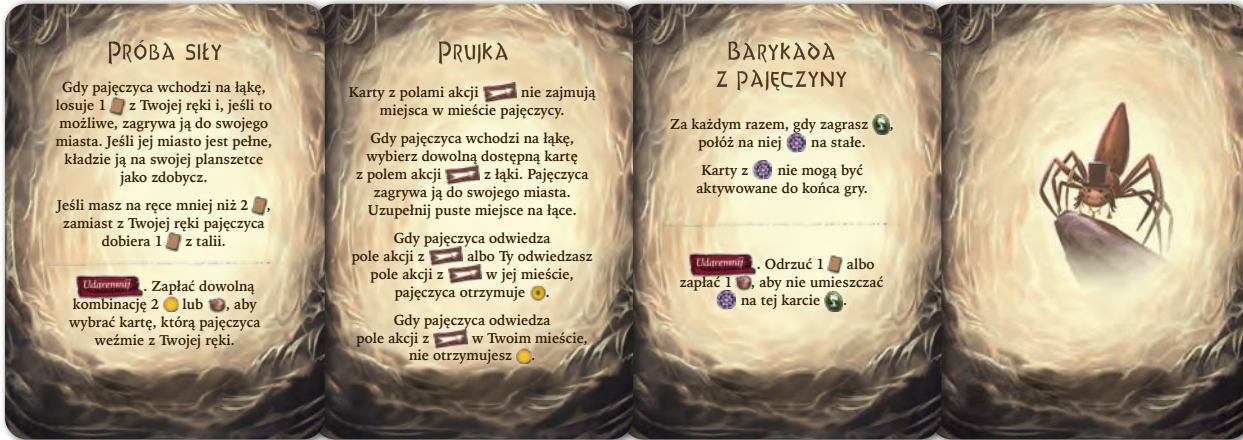 PRÓBA SIŁY
Gdy pajęczyca wchodzi na łąkę,
losuje 1 z Twojej ręki i, jeśli to
możliwe, zagrywa ją do swojego
miasta. Jeśli jej miasto jest pełne,
kładzie ją na swojej planszetce
jako zdobycz.
Jeśli masz na ręce mniej niż 2 ,
zamiast z Twojej ręki pajęczyca
dobiera 1 z talii.
Udaremnij . Zapłać dowolną
kombinację 2 lub , aby
wybrać kartę, którą pajęczyca
weźmie z Twojej ręki.
PRUJKA
Karty z polami akcji nie zajmują
miejsca w mieście pajęczycy.
Gdy pajęczyca wchodzi na łąkę,
wybierz dowolną dostępną kartę
z polem akcji z łąki. Pajęczyca
zagrywa ją do swojego miasta.
Uzupełnij puste miejsce na łące.
Gdy pajęczyca odwiedza
pole akcji z albo Ty odwiedzasz
pole akcji z w jej mieście,
pajęczyca otrzymuje .
Gdy pajęczyca odwiedza
pole akcji z w Twoim mieście,
nie otrzymujesz .
BARYKADA
Z PAJĘCZYNY
Za każdym razem, gdy zagrasz ,
połóż na niej na stałe.
Karty z nie mogą być
aktywowane do końca gry.
Udaremnij . Odrzuć 1 albo
zapłać 1 , aby nie umieszczać
na tej karcie .